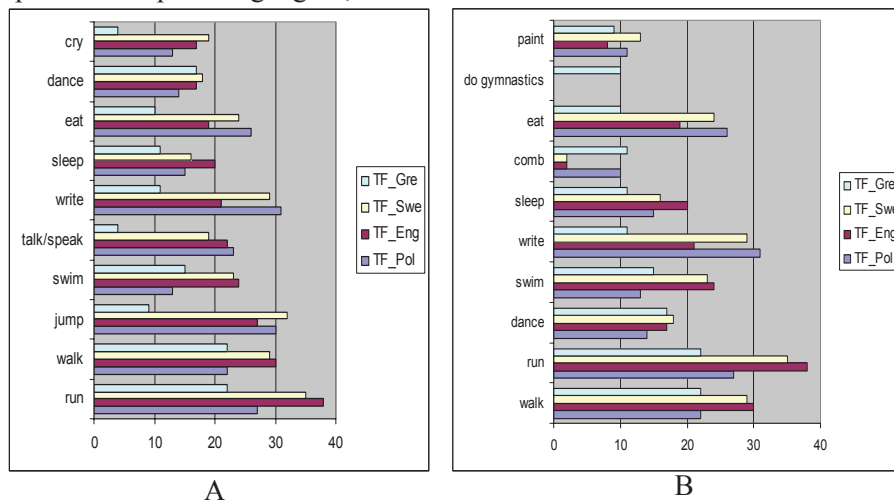 cry
dance
eat
sleep
write
talk/speak
swim
jump
walk
run
0 10 20 30 40
TF_Gre
TF_Swe
TF_Eng
TF_Pol
A
paint
do gymnastics
eat
comb
sleep
write
swim
dance
run
walk
0 10 20 30 40
TF_Gre
TF_Swe
TF_Eng
TF_Pol
B